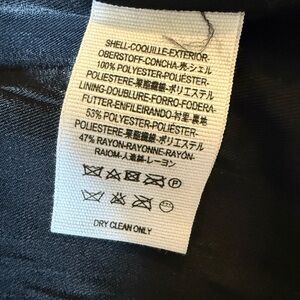 SHELL-COQUILLE-EXTERIOR-
OBERSTOFF-CONCHA-売-シェル
100% POLYESTER-POLIÉSTER-
POLIESTERE-聚酯纖維-ポリエステル
LINING-DOUBLURE-FORRO-FODERA-
FUTTER-ENFILEIRANDO-衬里-裏地
53% POLYESTER-POLIÉSTER-
POLIESTERE-聚酯纖維-ポリエステル
47% RAYON-RAYONNE-RAYÓN-
RAIOM-人造絲-レーヨン
P
DRY CLEAN ONLY